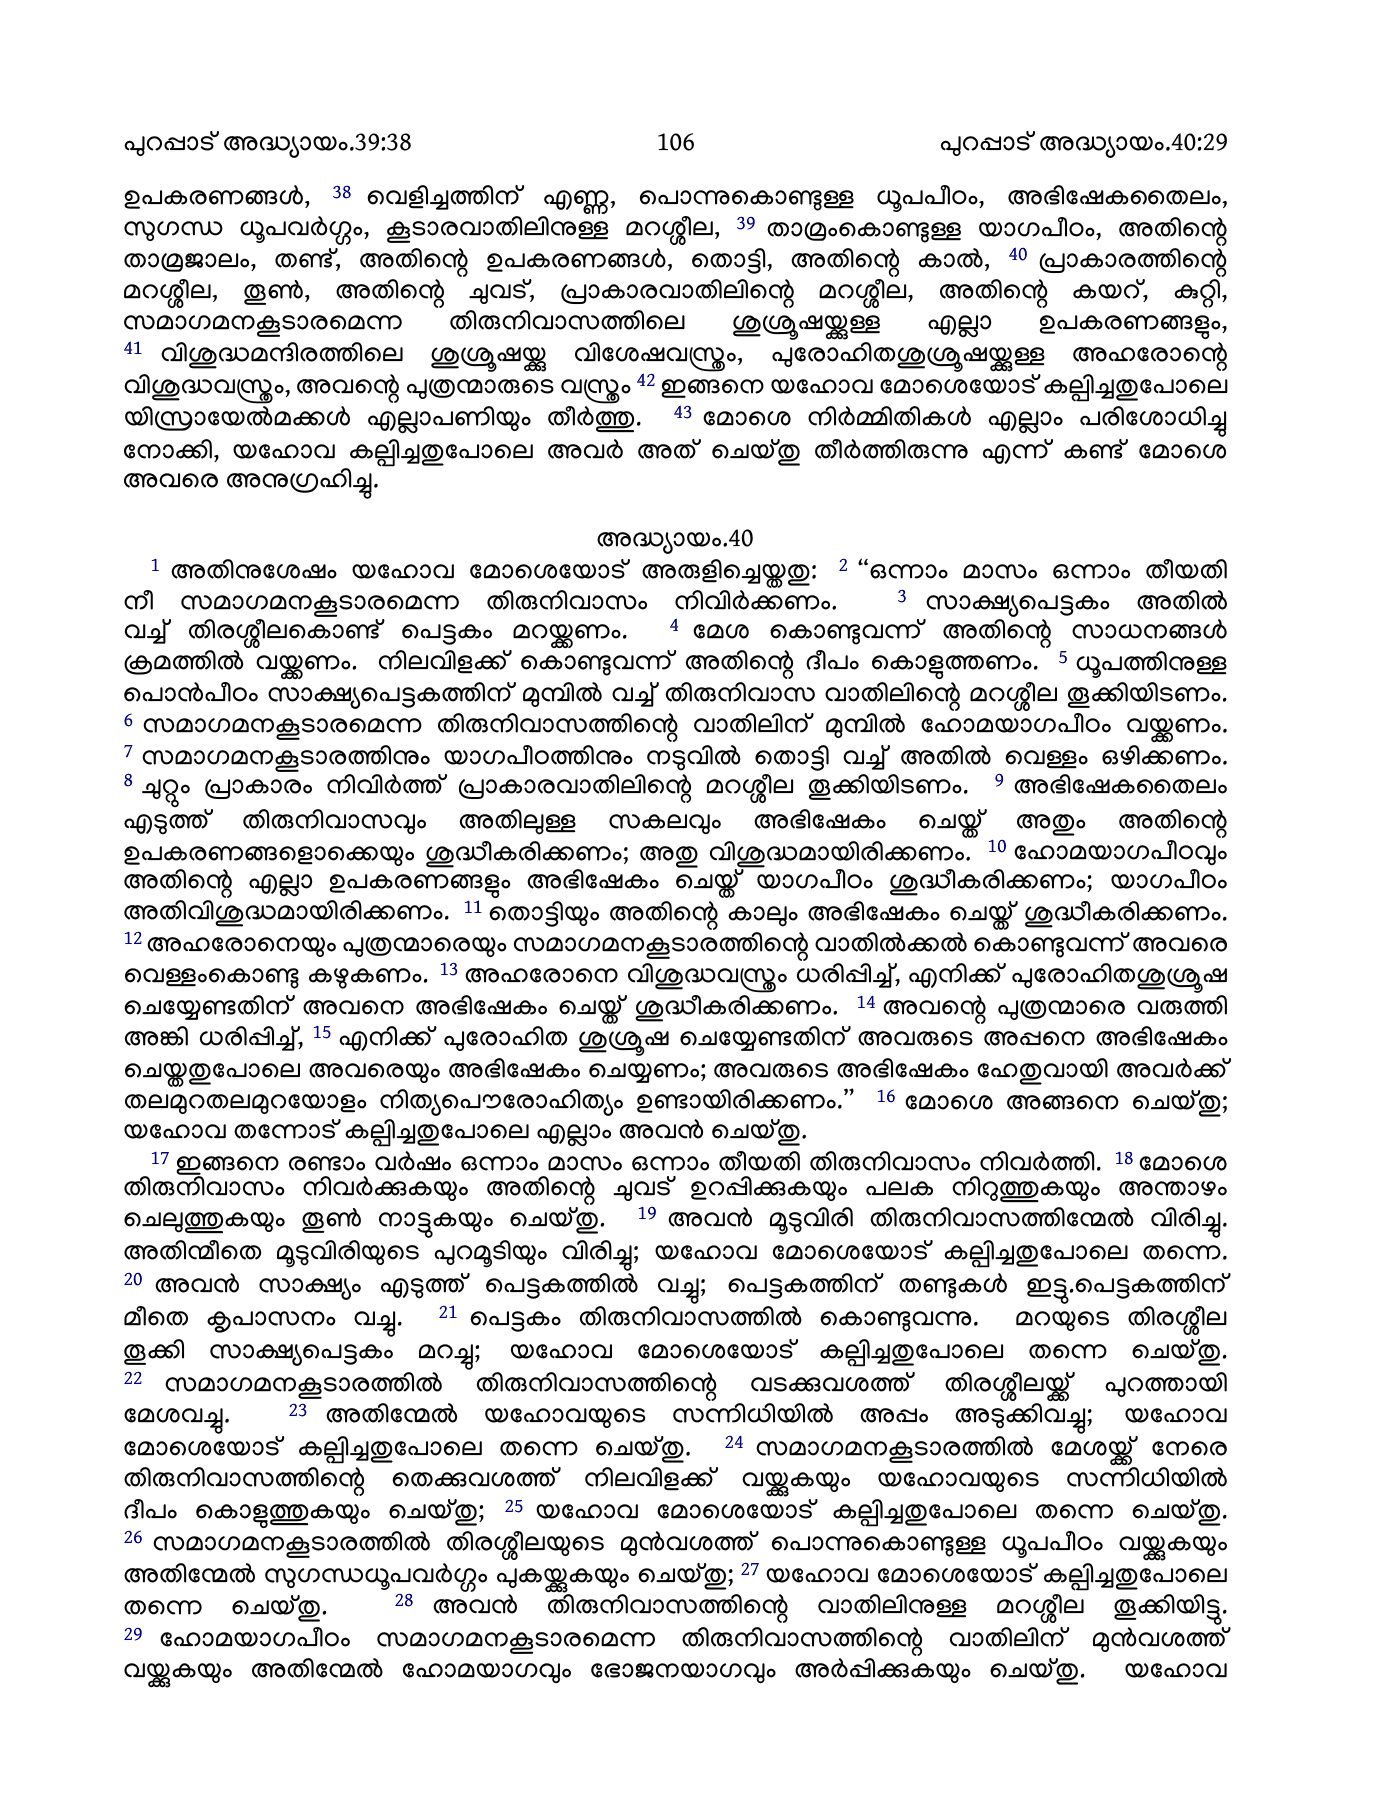 പുറപ്പാട് അദ്ധ്യായം.39:38 106 പുറപ്പാട് അദ്ധ്യായം.40:29
ഉപകരണങ്ങൾ, 38 വെളിച്ചത്തിന് എണ്ണ, പൊന്നുകൊണ്ടുള്ള ധൂപപീഠം, അഭിഷേകതൈലം,
സുഗന്ധ ധൂപവർഗ്ഗം, കൂടാരവാതിലിനുള്ള മറശ്ശീല, 39 താമ്രംകൊണ്ടുള്ള യാഗപീഠം, അതിന്റെ
താമ്രജാലം, തണ്ട്, അതിന്റെ ഉപകരണങ്ങൾ, തൊട്ടി, അതിന്റെ കാൽ, 40 പ്രാകാരത്തിന്റെ
മറശ്ശീല, തൂൺ, അതിന്റെ ചുവട്, പ്രാകാരവാതിലിന്റെ മറശ്ശീല, അതിന്റെ കയറ്, കുറ്റി,
സമാഗമനകൂടാരമെന്ന തിരുനിവാസത്തിലെ ശുശ്രൂഷയ്ക്കുള്ള എല്ലാ ഉപകരണങ്ങളും,
41 വിശുദ്ധമന്ദിരത്തിലെ ശുശ്രൂഷയ്ക്കു വിശേഷവസ്ത്രം, പുരോഹിതശുശ്രൂഷയ്ക്കുള്ള അഹരോന്റെ
വിശുദ്ധവസ്ത്രം, അവന്റെ പുത്രന്മാരുടെ വസ്ത്രം 42 ഇങ്ങനെ യഹോവ മോശെയോട് കല്പിച്ചതുപോലെ
യിസ്രായേൽമക്കൾ എല്ലാപണിയും തീർത്തു. 43 മോശെ നിർമ്മിതികൾ എല്ലാം പരിശോധിച്ചു
നോക്കി, യഹോവ കല്പിച്ചതുപോലെ അവർ അത് ചെയ്തു തീർത്തിരുന്നു എന്ന് കണ്ട് മോശെ
അവരെ അനുഗ്രഹിച്ചു.
അദ്ധ്യായം.40
1 അതിനുശേഷം യഹോവ മോശെയോട് അരുളിച്ചെയ്തതു: 2 “ഒന്നാം മാസം ഒന്നാം തീയതി
നീ സമാഗമനകൂടാരമെന്ന തിരുനിവാസം നിവിർക്കണം. 3 സാക്ഷ്യപെട്ടകം അതിൽ
വച്ച് തിരശ്ശീലകൊണ്ട് പെട്ടകം മറയ്ക്കണം. 4 മേശ കൊണ്ടുവന്ന് അതിന്റെ സാധനങ്ങൾ
ക്രമത്തിൽ വയ്ക്കണം. നിലവിളക്ക് കൊണ്ടുവന്ന് അതിന്റെ ദീപം കൊളുത്തണം. 5 ധൂപത്തിനുള്ള
പൊൻപീഠം സാക്ഷ്യപെട്ടകത്തിന് മുമ്പിൽ വച്ച് തിരുനിവാസ വാതിലിന്റെ മറശ്ശീല തൂക്കിയിടണം.
6 സമാഗമനകൂടാരമെന്ന തിരുനിവാസത്തിന്റെ വാതിലിന് മുമ്പിൽ ഹോമയാഗപീഠം വയ്ക്കണം.
7 സമാഗമനകൂടാരത്തിനും യാഗപീഠത്തിനും നടുവിൽ തൊട്ടി വച്ച് അതിൽ വെള്ളം ഒഴിക്കണം.
8 ചുറ്റും പ്രാകാരം നിവിർത്ത് പ്രാകാരവാതിലിന്റെ മറശ്ശീല തൂക്കിയിടണം. 9 അഭിഷേകതൈലം
എടുത്ത് തിരുനിവാസവും അതിലുള്ള സകലവും അഭിഷേകം ചെയ്ത് അതും അതിന്റെ
ഉപകരണങ്ങളൊക്കെയും ശുദ്ധീകരിക്കണം; അതു വിശുദ്ധമായിരിക്കണം. 10 ഹോമയാഗപീഠവും
അതിന്റെ എല്ലാ ഉപകരണങ്ങളും അഭിഷേകം ചെയ്ത് യാഗപീഠം ശുദ്ധീകരിക്കണം; യാഗപീഠം
അതിവിശുദ്ധമായിരിക്കണം. 11 തൊട്ടിയും അതിന്റെ കാലും അഭിഷേകം ചെയ്ത് ശുദ്ധീകരിക്കണം.
12 അഹരോനെയും പുത്രന്മാരെയും സമാഗമനകൂടാരത്തിന്റെ വാതിൽക്കൽ കൊണ്ടുവന്ന് അവരെ
വെള്ളംകൊണ്ടു കഴുകണം. 13 അഹരോനെ വിശുദ്ധവസ്ത്രം ധരിപ്പിച്ച്, എനിക്ക് പുരോഹിതശുശ്രൂഷ
ചെയ്യേണ്ടതിന് അവനെ അഭിഷേകം ചെയ്ത് ശുദ്ധീകരിക്കണം. 14 അവന്റെ പുത്രന്മാരെ വരുത്തി
അങ്കി ധരിപ്പിച്ച്, 15 എനിക്ക് പുരോഹിത ശുശ്രൂഷ ചെയ്യേണ്ടതിന് അവരുടെ അപ്പനെ അഭിഷേകം
ചെയ്തതുപോലെ അവരെയും അഭിഷേകം ചെയ്യണം; അവരുടെ അഭിഷേകം ഹേതുവായി അവർക്ക്
തലമുറതലമുറയോളം നിത്യപൌരോഹിത്യം ഉണ്ടായിരിക്കണം.” 16 മോശെ അങ്ങനെ ചെയ്തു;
യഹോവ തന്നോട് കല്പിച്ചതുപോലെ എല്ലാം അവൻ ചെയ്തു.
17 ഇങ്ങനെ രണ്ടാം വർഷം ഒന്നാം മാസം ഒന്നാം തീയതി തിരുനിവാസം നിവർത്തി. 18 മോശെ
തിരുനിവാസം നിവർക്കുകയും അതിന്റെ ചുവട് ഉറപ്പിക്കുകയും പലക നിറുത്തുകയും അന്താഴം
ചെലുത്തുകയും തൂൺ നാട്ടുകയും ചെയ്തു. 19 അവൻ മൂടുവിരി തിരുനിവാസത്തിന്മേൽ വിരിച്ചു.
അതിന്മീതെ മൂടുവിരിയുടെ പുറമൂടിയും വിരിച്ചു; യഹോവ മോശെയോട് കല്പിച്ചതുപോലെ തന്നെ.
20 അവൻ സാക്ഷ്യം എടുത്ത് പെട്ടകത്തിൽ വച്ചു; പെട്ടകത്തിന് തണ്ടുകൾ ഇട്ടു.പെട്ടകത്തിന്
മീതെ കൃപാസനം വച്ചു. 21 പെട്ടകം തിരുനിവാസത്തിൽ കൊണ്ടുവന്നു. മറയുടെ തിരശ്ശീല
തൂക്കി സാക്ഷ്യപെട്ടകം മറച്ചു; യഹോവ മോശെയോട് കല്പിച്ചതുപോലെ തന്നെ ചെയ്തു.
22 സമാഗമനകൂടാരത്തിൽ തിരുനിവാസത്തിന്റെ വടക്കുവശത്ത് തിരശ്ശീലയ്ക്ക് പുറത്തായി
മേശവച്ചു. 23 അതിന്മേൽ യഹോവയുടെ സന്നിധിയിൽ അപ്പം അടുക്കിവച്ചു; യഹോവ
മോശെയോട് കല്പിച്ചതുപോലെ തന്നെ ചെയ്തു. 24 സമാഗമനകൂടാരത്തിൽ മേശയ്ക്ക് നേരെ
തിരുനിവാസത്തിന്റെ തെക്കുവശത്ത് നിലവിളക്ക് വയ്ക്കുകയും യഹോവയുടെ സന്നിധിയിൽ
ദീപം കൊളുത്തുകയും ചെയ്തു; 25 യഹോവ മോശെയോട് കല്പിച്ചതുപോലെ തന്നെ ചെയ്തു.
26 സമാഗമനകൂടാരത്തിൽ തിരശ്ശീലയുടെ മുൻവശത്ത് പൊന്നുകൊണ്ടുള്ള ധൂപപീഠം വയ്ക്കുകയും
അതിന്മേൽ സുഗന്ധധൂപവർഗ്ഗം പുകയ്ക്കുകയും ചെയ്തു; 27 യഹോവ മോശെയോട് കല്പിച്ചതുപോലെ
തന്നെ ചെയ്തു. 28 അവൻ തിരുനിവാസത്തിന്റെ വാതിലിനുള്ള മറശ്ശീല തൂക്കിയിട്ടു.
29 ഹോമയാഗപീഠം സമാഗമനകൂടാരമെന്ന തിരുനിവാസത്തിന്റെ വാതിലിന് മുൻവശത്ത്
വയ്ക്കുകയും അതിന്മേൽ ഹോമയാഗവും ഭോജനയാഗവും അർപ്പിക്കുകയും ചെയ്തു. യഹോവ